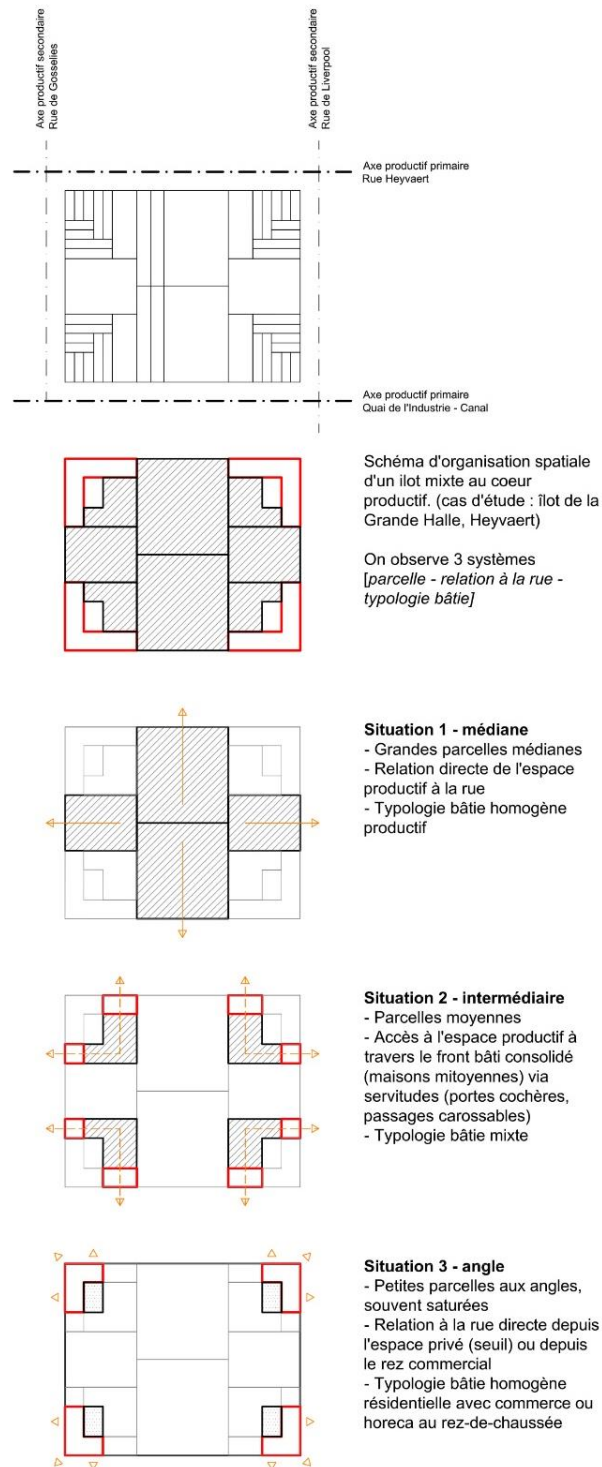 Axe productif secondaire
Rue de Gosselies
Axe productif secondaire
Rue de Liverpool
Axe productif primaire
Rue Heyvaert
Axe productif primaire
Quai de l'Industrie - Canal
Schéma d'organisation spatiale
d'un ilot mixte au coeur
productif. (cas d'étude : îlot de la
Grande Halle, Heyvaert)
On observe 3 systèmes
[parcelle - relation à la rue -
typologie bâtie]
Situation 1 - médiane
- Grandes parcelles médianes
- Relation directe de l'espace
productif à la rue
- Typologie bâtie homogène
productif
Situation 2 - intermédiaire
- Parcelles moyennes
- Accès à l'espace productif à
travers le front bâti consolidé
(maisons mitoyennes) via
servitudes (portes cochères,
passages carossables)
- Typologie bâtie mixte
Situation 3 - angle
- Petites parcelles aux angles,
souvent saturées
- Relation à la rue directe depuis
l'espace privé (seuil) ou depuis
le rez commercial
- Typologie bâtie homogène
résidentielle avec commerce ou
horeca au rez-de-chaussée